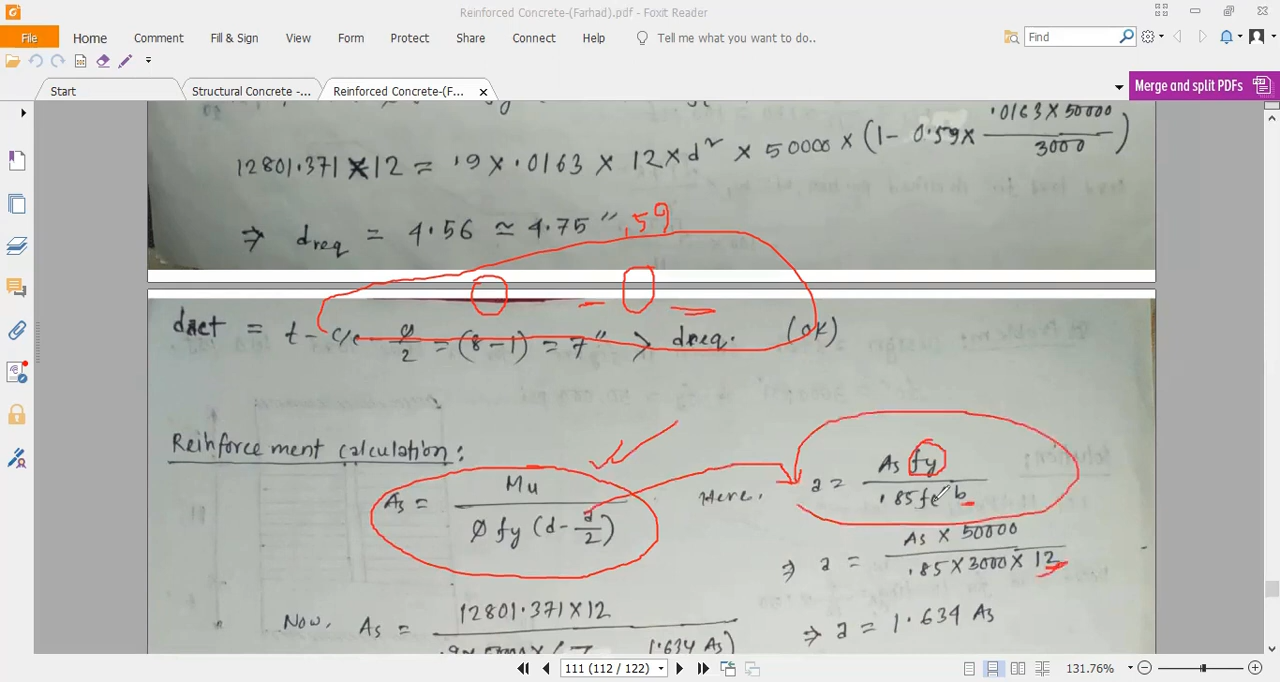 Reinforced Concrete-(Farhad).pdf - Foxit Reader
File Home Comment Fill & Sign View Form Protect Share Connect Help Tell me what you want to do.. Find
Start Structural Concrete -... Reinforced Concrete-(F... Merge and split PDFs
12801.371 × 12 = .9 × .0163 × 12 × d² × 50000 × (1 - 0.59 × .0163 × 50000 / 3000)
⇒ dreq = 4.56 ≃ 4.75" .59
dact = t - c/c - φ/2 = (8-1) = 7" > dreq. (OK)
Reinforcement calculation:
As = Mu / Ø fy (d - a/2) Here, a = As fy / .85 fc' b
⇒ a = As × 50000 / .85 × 3000 × 12
Now, As = 12801.371 × 12 / 1.634 As)
⇒ a = 1.634 As
111 (112 / 122) 131.76%